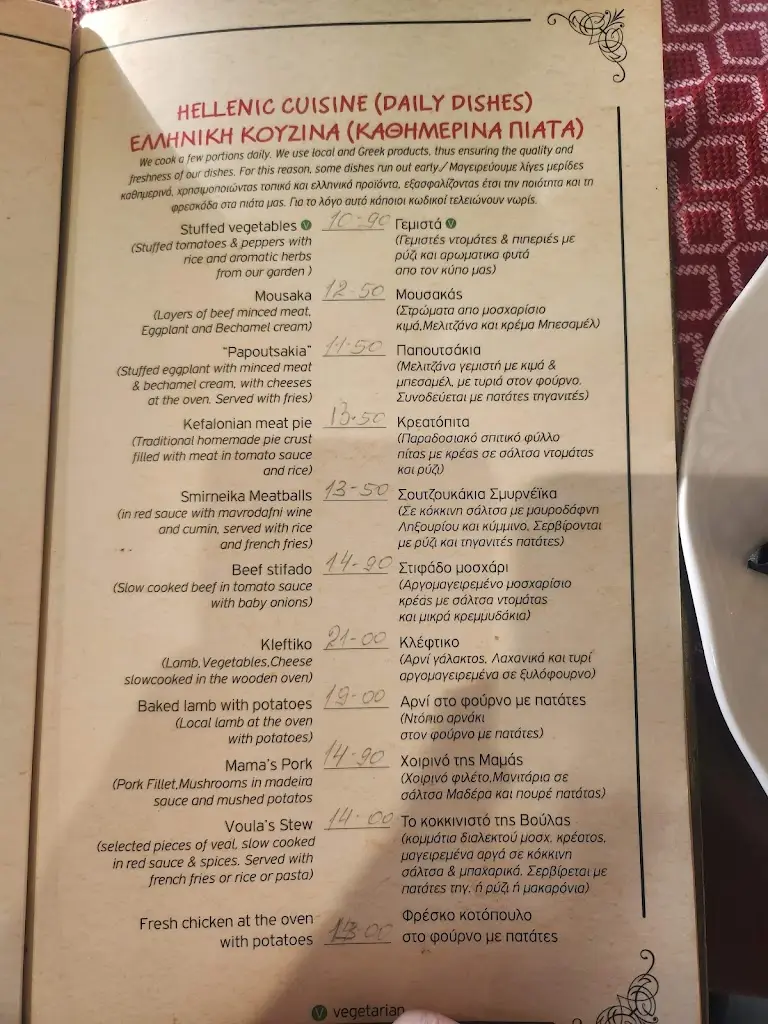 HELLENIC CUISINE (DAILY DISHES)
ΕΛΛΗΝΙΚΗ ΚΟΥΖΙΝΑ (ΚΑΘΗΜΕΡΙΝΑ ΠΙΑΤΑ)
We cook a few portions daily. We use local and Greek products, thus ensuring the quality and
freshness of our dishes. For this reason, some dishes run out early./ Μαγειρεύουμε λίγες μερίδες
καθημερινά, χρησιμοποιώντας τοπικά και ελληνικά προϊόντα, εξασφαλίζοντας έτσι την ποιότητα και τη
φρεσκάδα στα πιάτα μας. Για το λόγο αυτό κάποιοι κωδικοί τελειώνουν νωρίς.
Stuffed vegetables V 10-90 Γεμιστά V
(Stuffed tomatoes & peppers with (Γεμιστές ντομάτες & πιπεριές με
rice and aromatic herbs ρύζι και αρωματικα φυτά
from our garden ) απο τον κύπο μας)
Mousaka 12-50 Μουσακάς
(Layers of beef minced meat, (Στρώματα απο μοσχαρίσιο
Eggplant and Bechamel cream) κιμά,Μελιτζάνα και κρέμα Μπεσαμέλ)
"Papoutsakia" 11-50 Παπουτσάκια
(Stuffed eggplant with minced meat (Μελιτζάνα γεμιστή με κιμά &
& bechamel cream, with cheeses μπεσαμέλ, με τυριά στον φούρνο.
at the oven. Served with fries) Συνοδεύεται με πατάτες τηγανιτές)
Kefalonian meat pie 13-50 Κρεατόπιτα
(Traditional homemade pie crust (Παραδοσιακό σπιτικό φύλλο
filled with meat in tomato sauce πίτας με κρέας σε σάλτσα ντομάτας
and rice) και ρύζι)
Smirneika Meatballs 13-50 Σουτζουκάκια Σμυρνέϊκα
(in red sauce with mavrodafni wine (Σε κόκκινη σάλτσα με μαυροδάφνη
and cumin, served with rice Ληξουρίου και κύμμινο, Σερβίρονται
and french fries) με ρύζι και τηγανιτές πατάτες)
Beef stifado 14-90 Στιφάδο μοσχάρι
(Slow cooked beef in tomato sauce (Αργομαγειρεμένο μοσχαρίσιο
with baby onions) κρέας με σάλτσα ντομάτας
και μικρά κρεμμυδάκια)
Kleftiko 21-00 Κλέφτικο
(Lamb,Vegetables,Cheese (Αρνί γάλακτος, Λαχανικά και τυρί
slowcooked in the wooden oven) αργομαγειρεμένα σε ξυλόφουρνο)
Baked lamb with potatoes 19-00 Αρνί στο φούρνο με πατάτες
(Local lamb at the oven (Ντόπιο αρνάκι
with potatoes) στον φούρνο με πατάτες)
Mama's Pork 14-90 Χοιρινό της Μαμάς
(Pork Fillet,Mushrooms in madeira (Χοιρινό φιλέτο,Μανιτάρια σε
sauce and mushed potatos σάλτσα Μαδέρα και πουρέ πατάτας)
Voula's Stew 14-00 Το κοκκινιστό της Βούλας
(selected pieces of veal, slow cooked (κομμάτια διαλεκτού μοσχ. κρέατος,
in red sauce & spices. Served with μαγειρεμένα αργά σε κόκκινη
french fries or rice or pasta) σάλτσα & μπαχαρικά. Σερβίρεται με
πατάτες τηγ. ή ρύζι ή μακαρόνια)
Fresh chicken at the oven Φρέσκο κοτόπουλο
with potatoes 13-00 στο φούρνο με πατάτες
V vegetarian